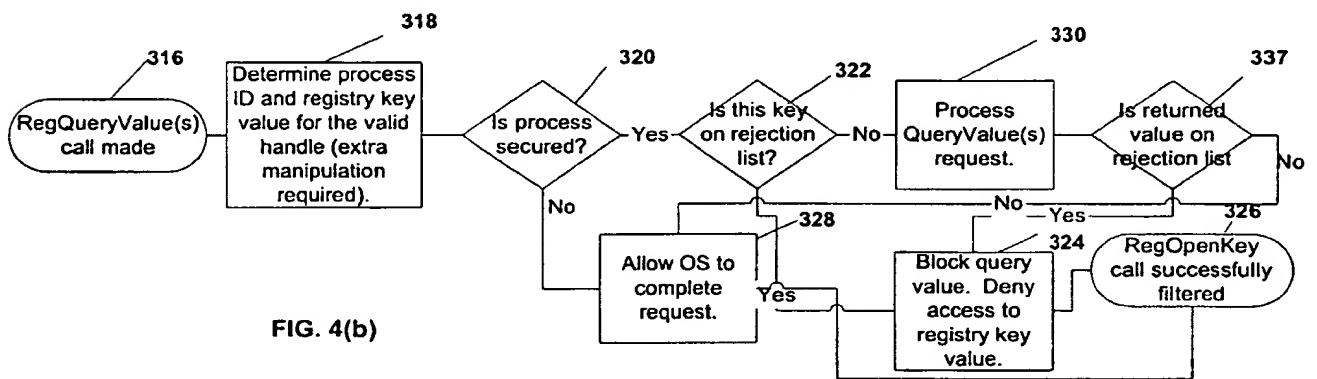 316
RegQueryValue(s)
call made
318
Determine process
ID and registry key
value for the valid
handle (extra
manipulation
required).
320
Is process
secured?
Yes
No
322
Is this key
on rejection
list?
No
Yes
330
Process
QueryValue(s)
request.
337
Is returned
value on
rejection list
No
No
Yes
328
Allow OS to
complete
request.
324
Block query
value. Deny
access to
registry key
value.
326
RegOpenKey
call successfully
filtered
FIG. 4(b)